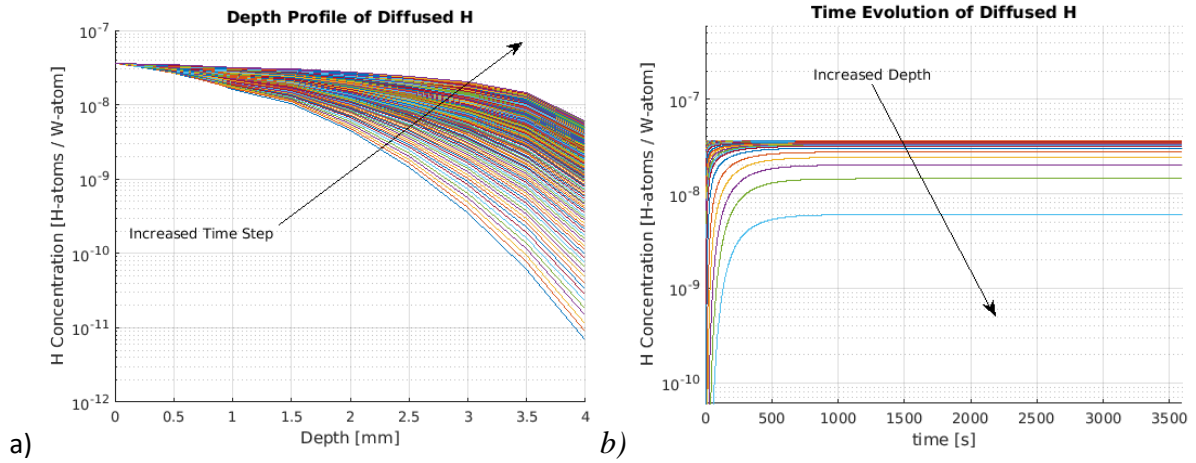 Depth Profile of Diffused H
10^-7
10^-8
10^-9
10^-10
10^-11
10^-12
H Concentration [H-atoms / W-atom]
Increased Time Step
0 0.5 1 1.5 2 2.5 3 3.5 4
Depth [mm]
a)
Time Evolution of Diffused H
10^-7
10^-8
10^-9
10^-10
H Concentration [H-atoms / W-atom]
Increased Depth
0 500 1000 1500 2000 2500 3000 3500
time [s]
b)